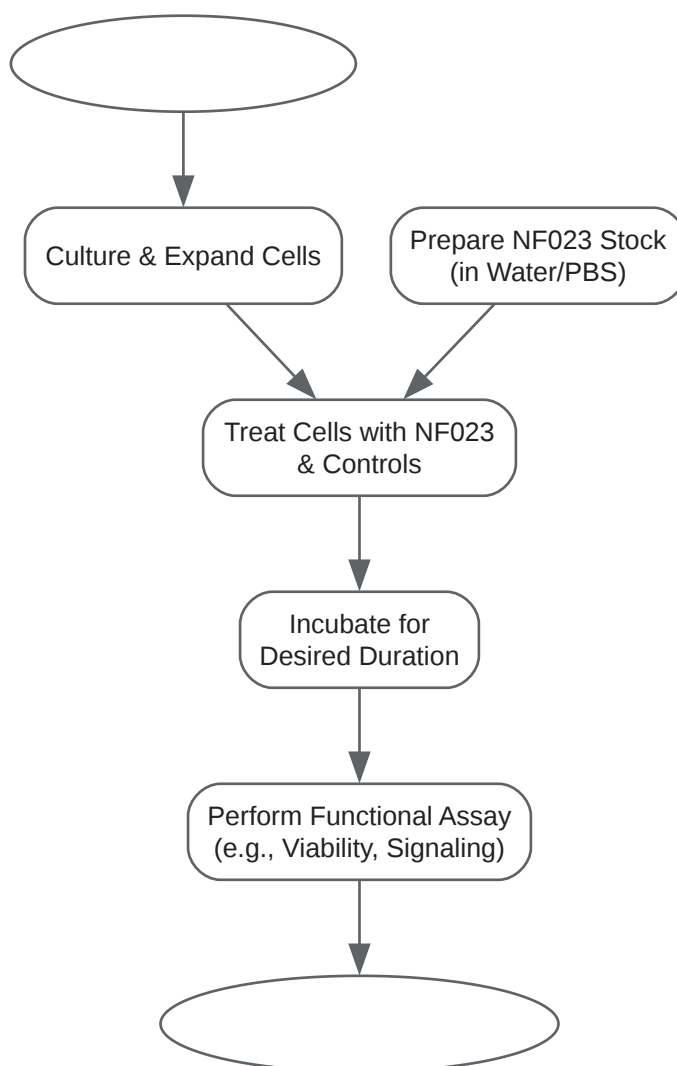 Culture & Expand Cells
Prepare NF023 Stock
(in Water/PBS)
Treat Cells with NF023
& Controls
Incubate for
Desired Duration
Perform Functional Assay
(e.g., Viability, Signaling)